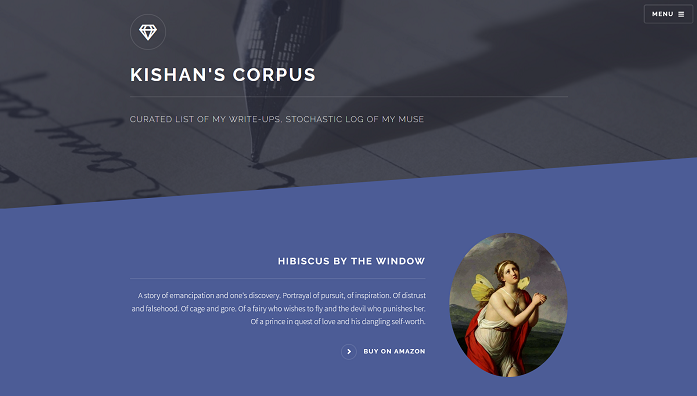 MENU
KISHAN'S CORPUS
CURATED LIST OF MY WRITE-UPS, STOCHASTIC LOG OF MY MUSE
HIBISCUS BY THE WINDOW
A story of emancipation and one's discovery. Portrayal of pursuit, of inspiration. Of distrust
and falsehood. Of cage and gore. Of a fairy who wishes to fly and the devil who punishes her.
Of a prince in quest of love and his dangling self-worth.
BUY ON AMAZON